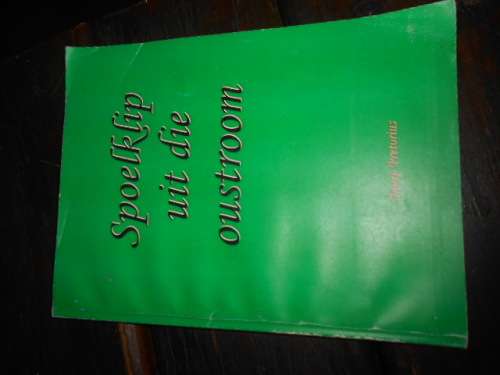 Spoelklip
uit die
oustroom
Pretorius